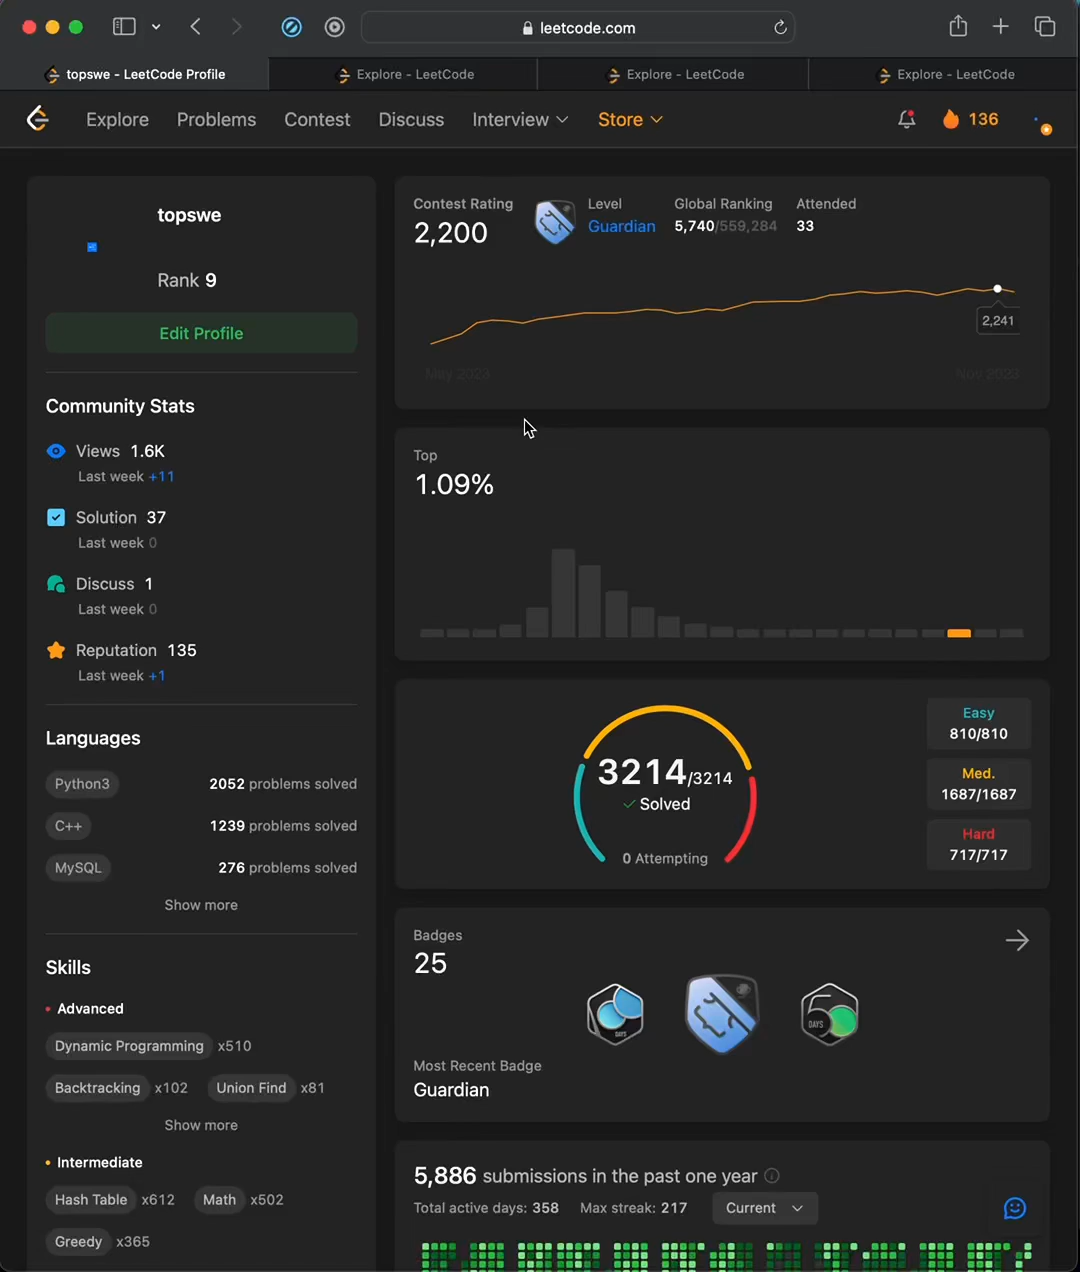 leetcode.com
topswe - LeetCode Profile
Explore - LeetCode
Explore - LeetCode
Explore - LeetCode
Explore Problems Contest Discuss Interview Store 136
topswe
Rank 9
Edit Profile
Community Stats
Views 1.6K
Last week +11
Solution 37
Last week 0
Discuss 1
Last week 0
Reputation 135
Last week +1
Languages
Python3 2052 problems solved
C++ 1239 problems solved
MySQL 276 problems solved
Show more
Skills
Advanced
Dynamic Programming x510
Backtracking x102 Union Find x81
Show more
Intermediate
Hash Table x612 Math x502
Greedy x365
Contest Rating
2,200
Level
Guardian
Global Ranking
5,740/559,284
Attended
33
2,241
May 2023 Nov 2023
Top
1.09%
3214/3214
Solved
0 Attempting
Easy
810/810
Med.
1687/1687
Hard
717/717
Badges
25
DAYS
50
DAYS
Most Recent Badge
Guardian
5,886 submissions in the past one year
Total active days: 358 Max streak: 217 Current